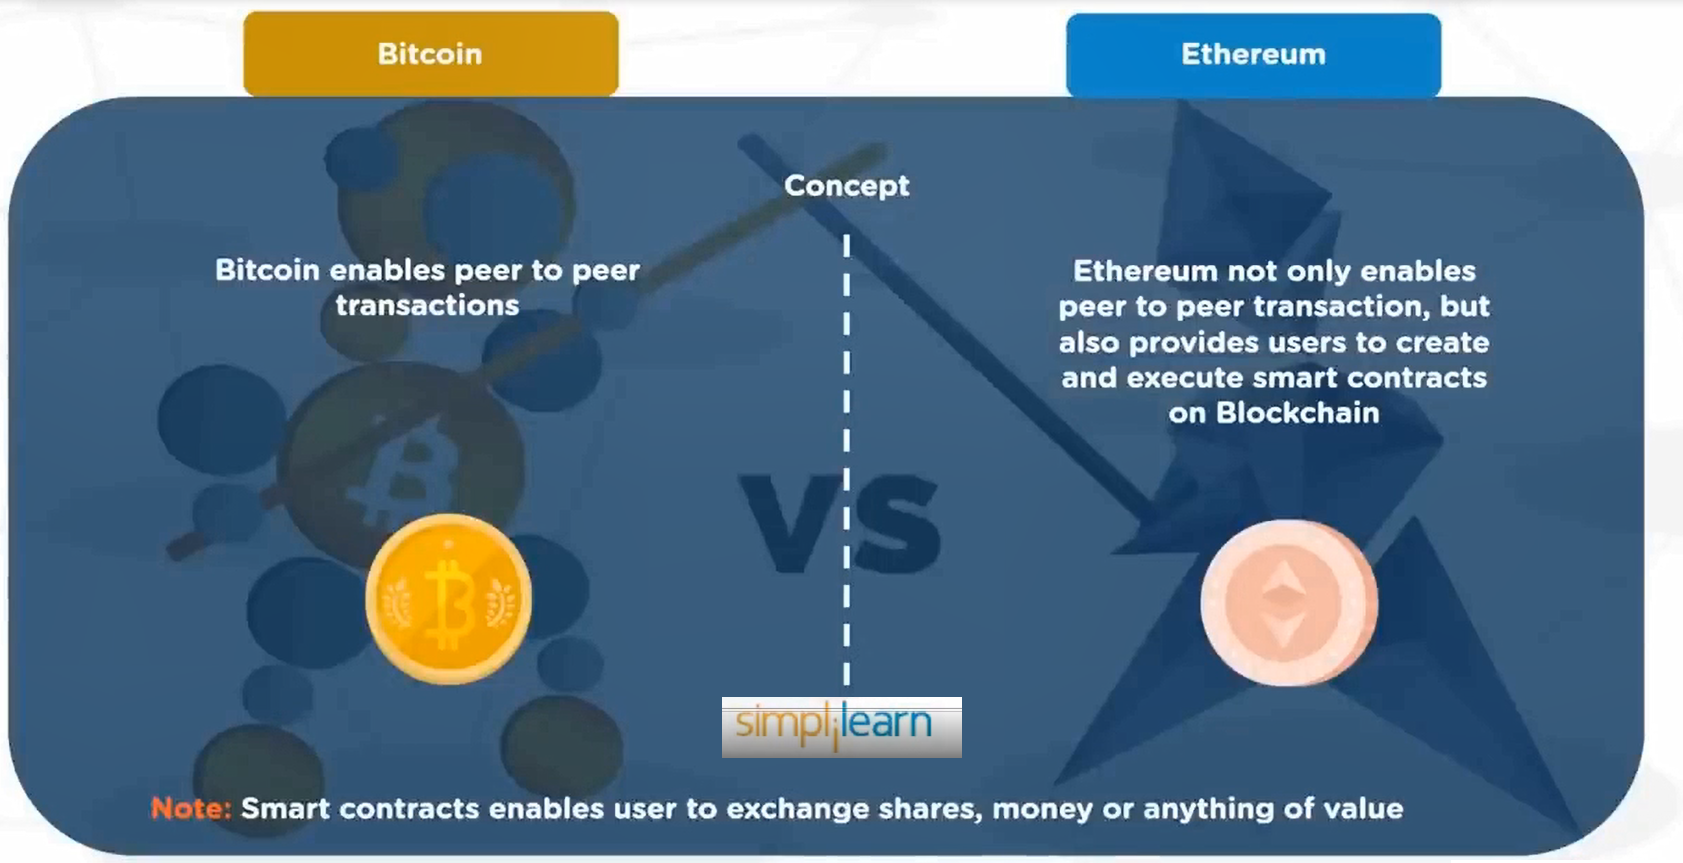 Bitcoin
Ethereum
Concept
Bitcoin enables peer to peer
transactions
Ethereum not only enables
peer to peer transaction, but
also provides users to create
and execute smart contracts
on Blockchain
VS
simplilearn
Note: Smart contracts enables user to exchange shares, money or anything of value